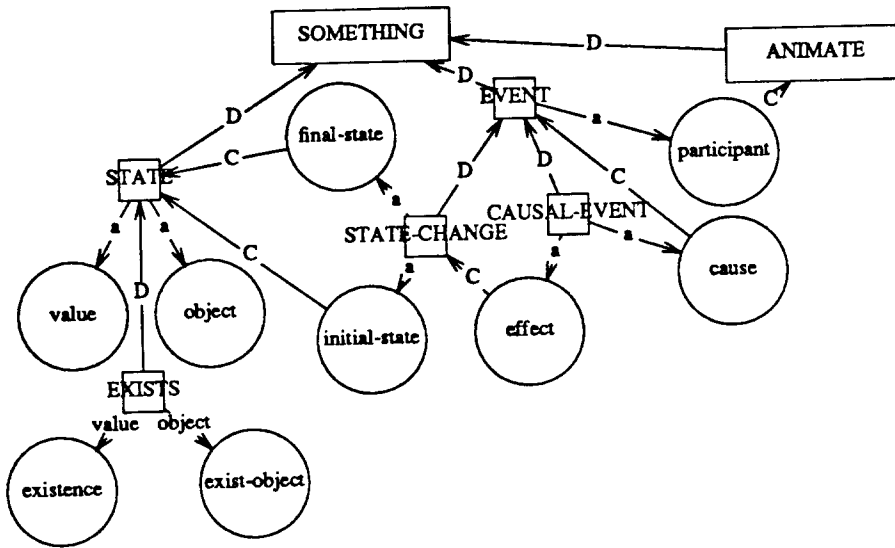 SOMETHING
D
ANIMATE
D
EVENT
C
D
final-state
a
participant
C
D
STATE
D
C
a
CAUSAL-EVENT
a
a
STATE-CHANGE
a
a
C
a
cause
D
C
value
object
initial-state
effect
EXISTS
value
object
existence
exist-object